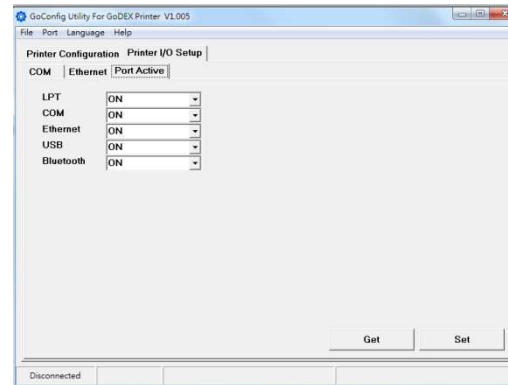 GoConfig Utility For GoDEX Printer V1.005
File Port Language Help
Printer Configuration Printer I/O Setup
COM Ethernet Port Active
LPT ON
COM ON
Ethernet ON
USB ON
Bluetooth ON
Get Set
Disconnected